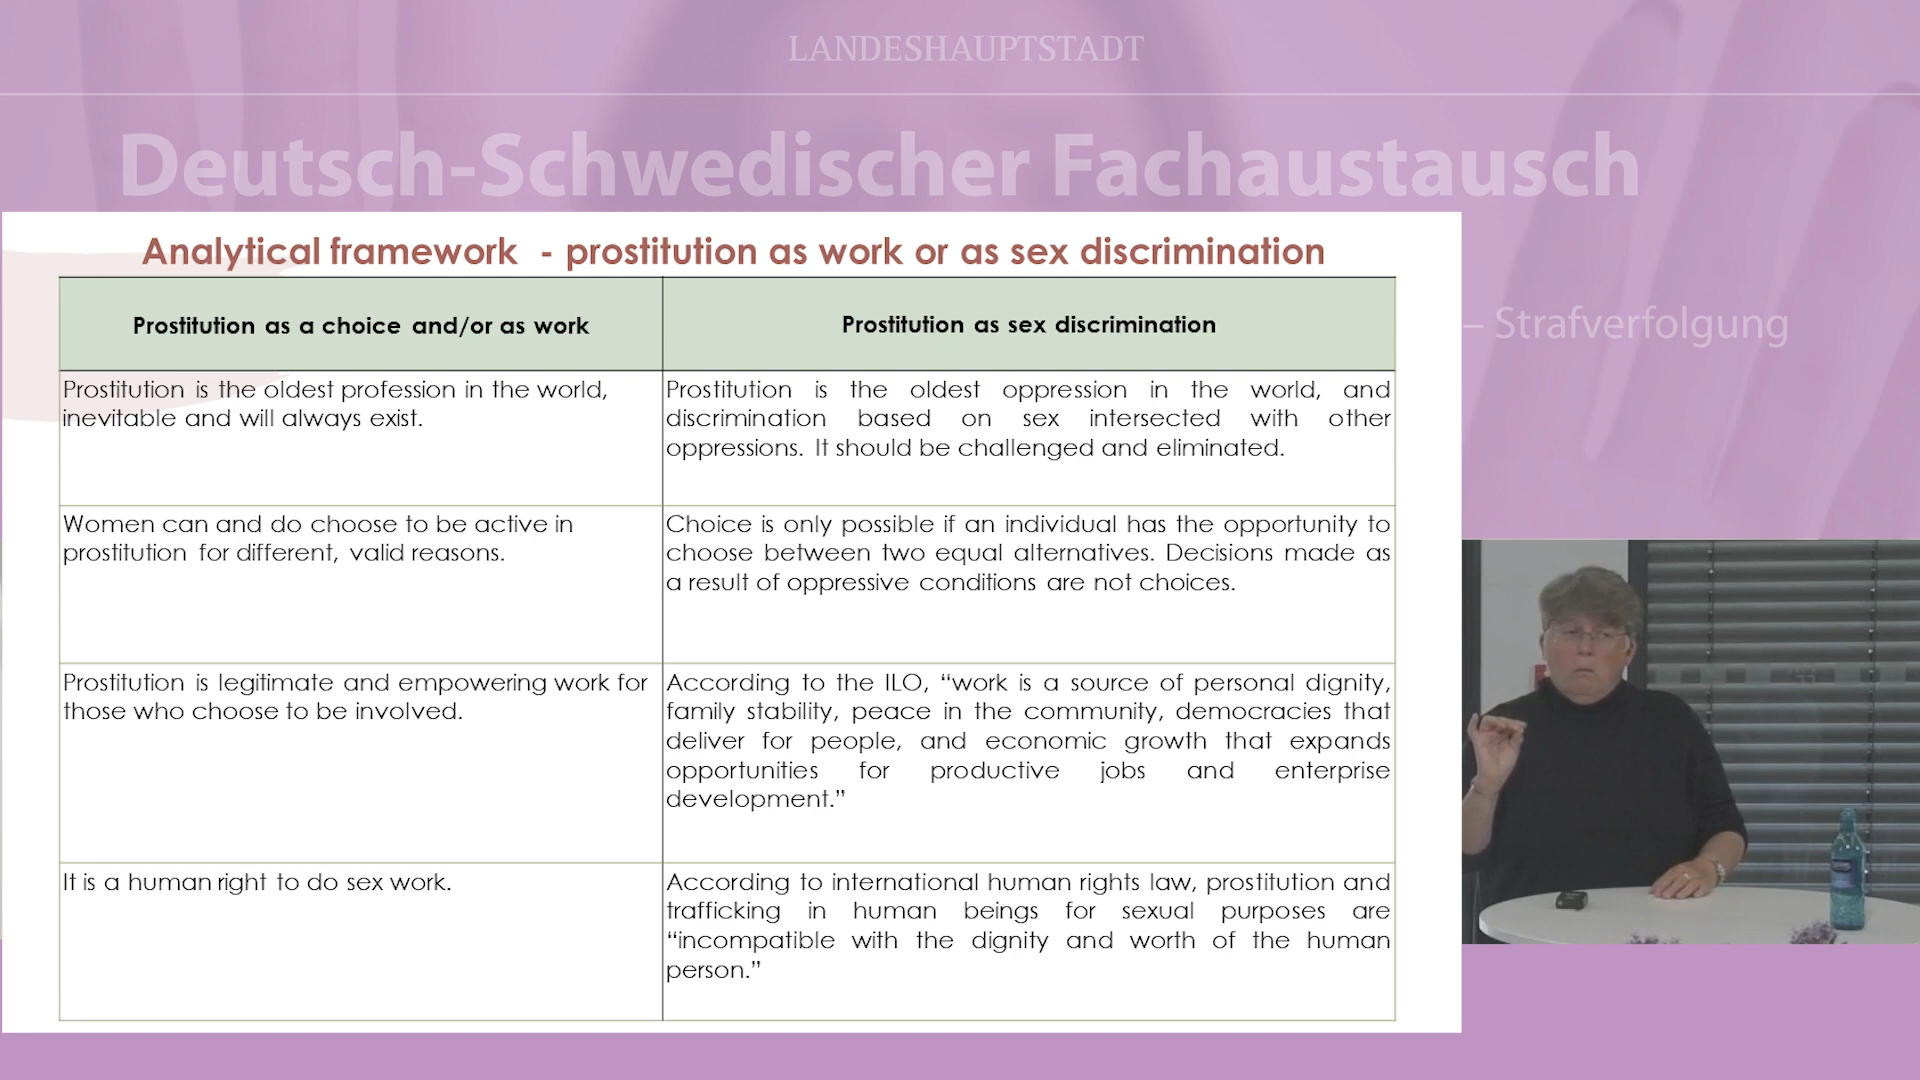 LANDESHAUPTSTADT
Deutsch-Schwedischer Fachaustausch
– Strafverfolgung
Analytical framework - prostitution as work or as sex discrimination
Prostitution as a choice and/or as work
Prostitution as sex discrimination
Prostitution is the oldest profession in the world,
inevitable and will always exist.
Prostitution is the oldest oppression in the world, and
discrimination based on sex intersected with other
oppressions. It should be challenged and eliminated.
Women can and do choose to be active in
prostitution for different, valid reasons.
Choice is only possible if an individual has the opportunity to
choose between two equal alternatives. Decisions made as
a result of oppressive conditions are not choices.
Prostitution is legitimate and empowering work for
those who choose to be involved.
According to the ILO, “work is a source of personal dignity,
family stability, peace in the community, democracies that
deliver for people, and economic growth that expands
opportunities for productive jobs and enterprise
development.”
It is a human right to do sex work.
According to international human rights law, prostitution and
trafficking in human beings for sexual purposes are
“incompatible with the dignity and worth of the human
person.”